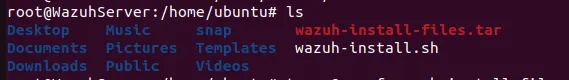 root@WazuhServer:/home/ubuntu# ls
Desktop Music snap wazuh-install-files.tar
Documents Pictures Templates wazuh-install.sh
Downloads Public Videos